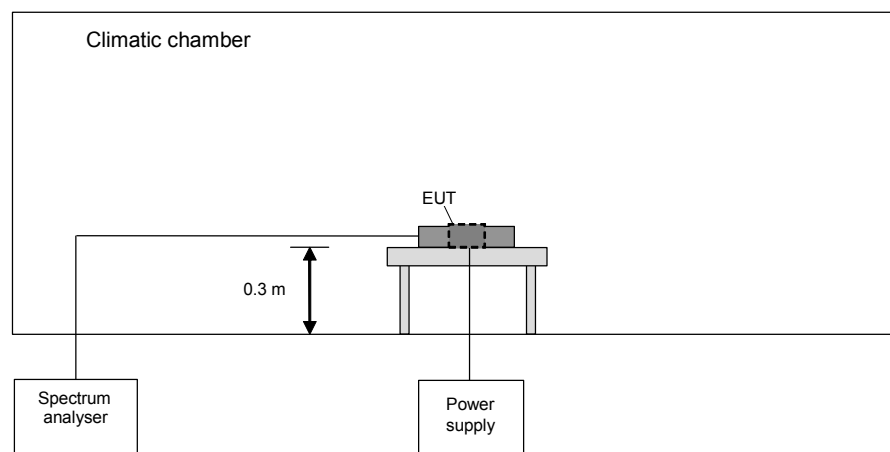 Climatic chamber
EUT
0.3 m
Spectrum
analyser
Power
supply